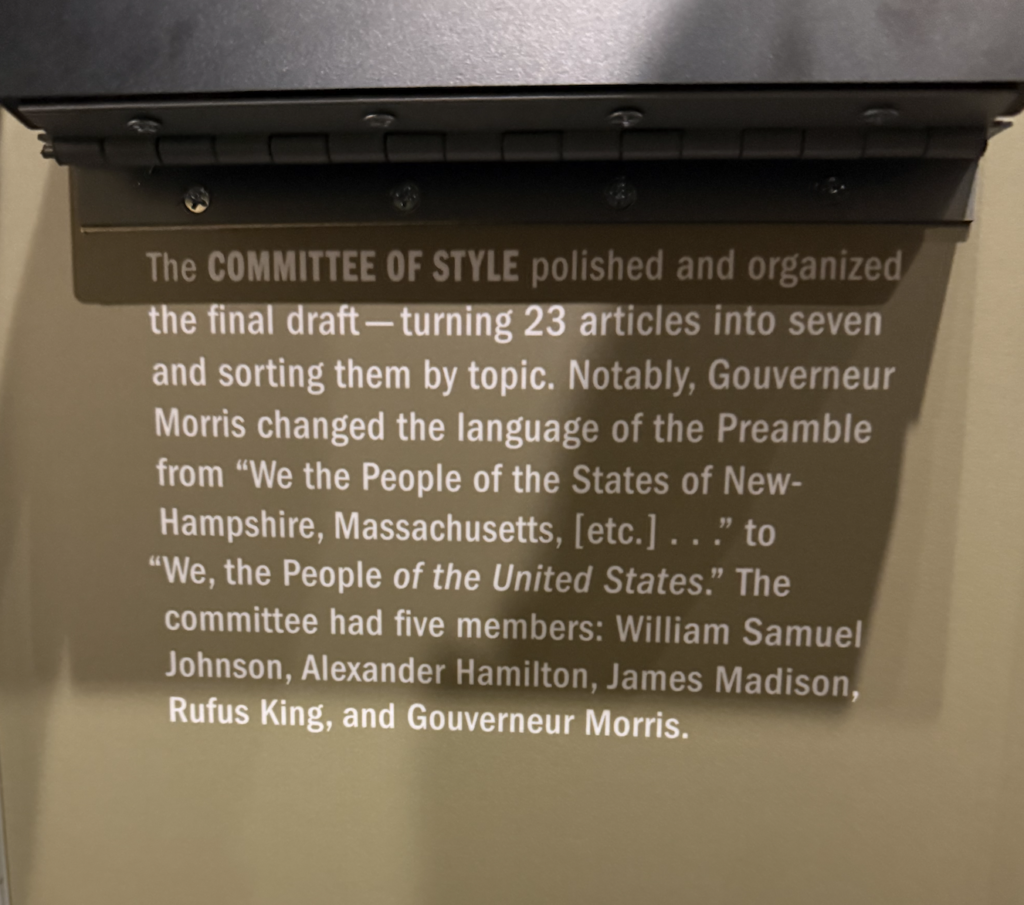 The COMMITTEE OF STYLE polished and organized
the final draft — turning 23 articles into seven
and sorting them by topic. Notably, Gouverneur
Morris changed the language of the Preamble
from “We the People of the States of New-
Hampshire, Massachusetts, [etc.] . . .” to
“We, the People of the United States.” The
committee had five members: William Samuel
Johnson, Alexander Hamilton, James Madison,
Rufus King, and Gouverneur Morris.